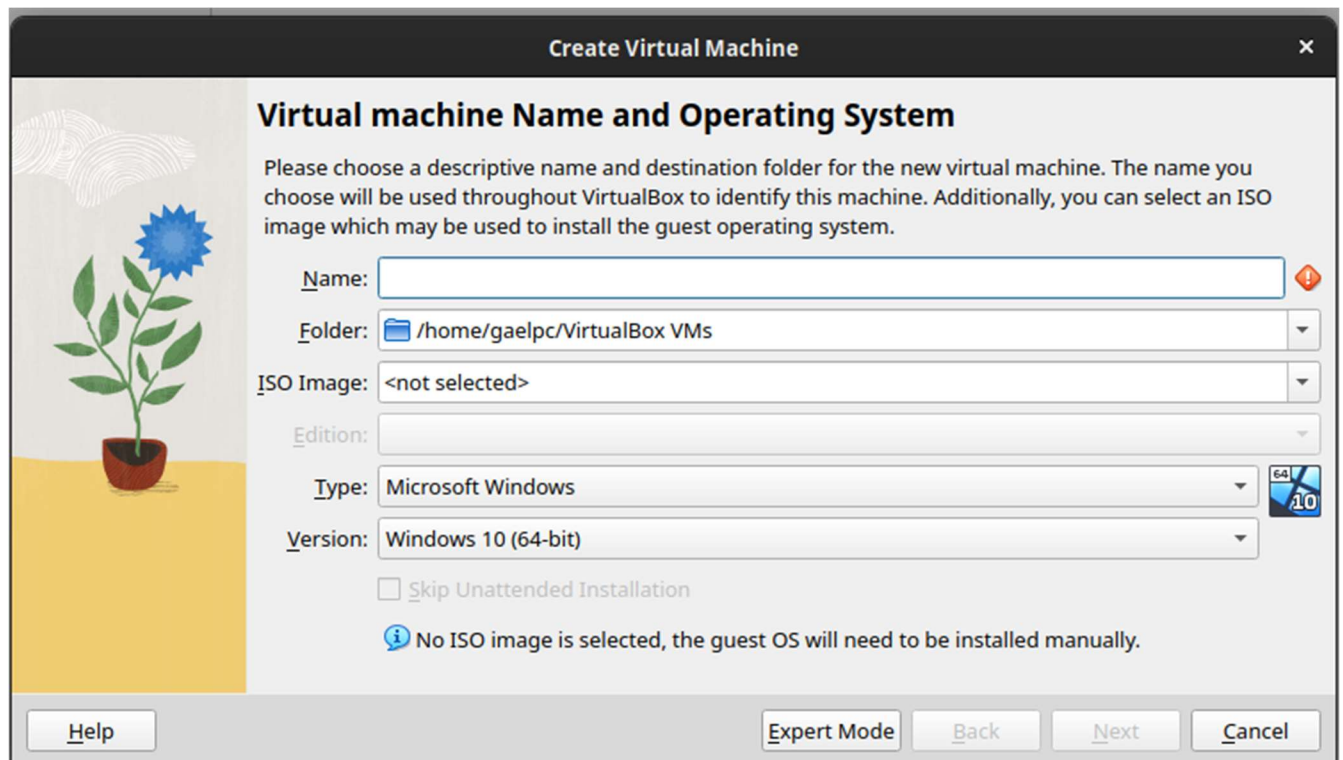 Create Virtual Machine
Virtual machine Name and Operating System
Please choose a descriptive name and destination folder for the new virtual machine. The name you
choose will be used throughout VirtualBox to identify this machine. Additionally, you can select an ISO
image which may be used to install the guest operating system.
Name:
Folder: /home/gaelpc/VirtualBox VMs
ISO Image: <not selected>
Edition:
Type: Microsoft Windows
64
10
Version: Windows 10 (64-bit)
Skip Unattended Installation
No ISO image is selected, the guest OS will need to be installed manually.
Help Expert Mode Back Next Cancel